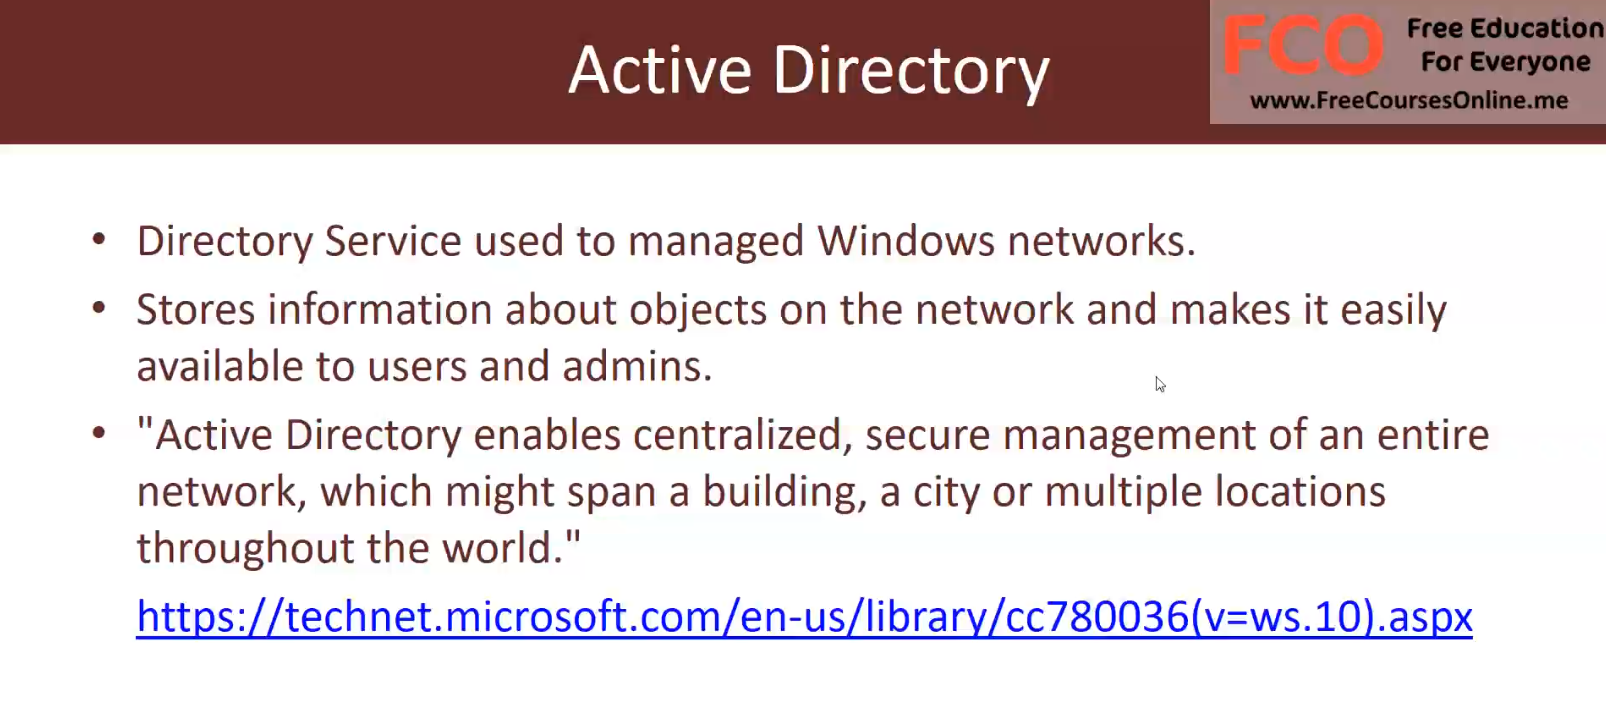 Active Directory
FCO
Free Education
For Everyone
www.FreeCoursesOnline.me
• Directory Service used to managed Windows networks.
• Stores information about objects on the network and makes it easily
available to users and admins.
• "Active Directory enables centralized, secure management of an entire
network, which might span a building, a city or multiple locations
throughout the world."
https://technet.microsoft.com/en-us/library/cc780036(v=ws.10).aspx